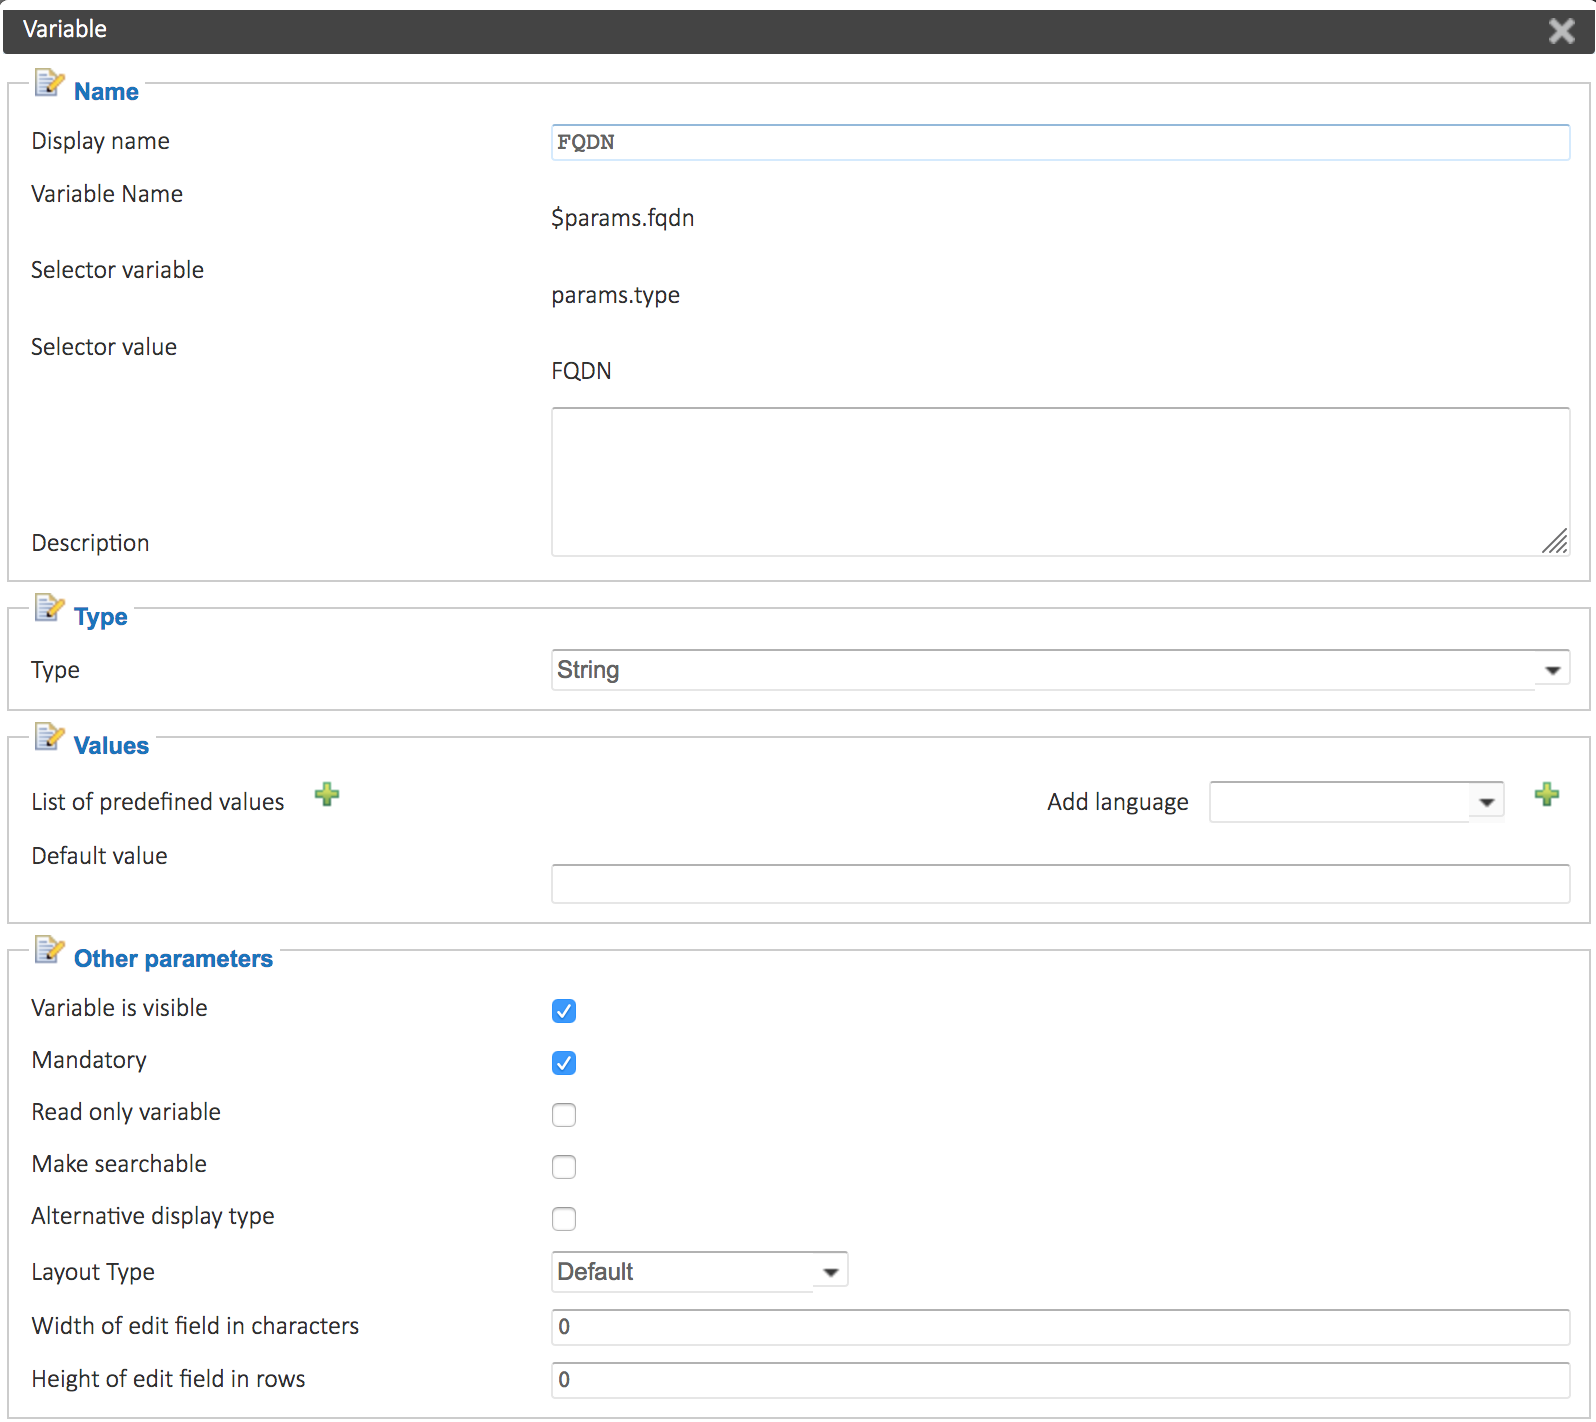 Variable
Name
Display name FQDN
Variable Name
$params.fqdn
Selector variable
params.type
Selector value
FQDN
Description
Type
Type String
Values
List of predefined values Add language
Default value
Other parameters
Variable is visible
Mandatory
Read only variable
Make searchable
Alternative display type
Layout Type Default
Width of edit field in characters 0
Height of edit field in rows 0